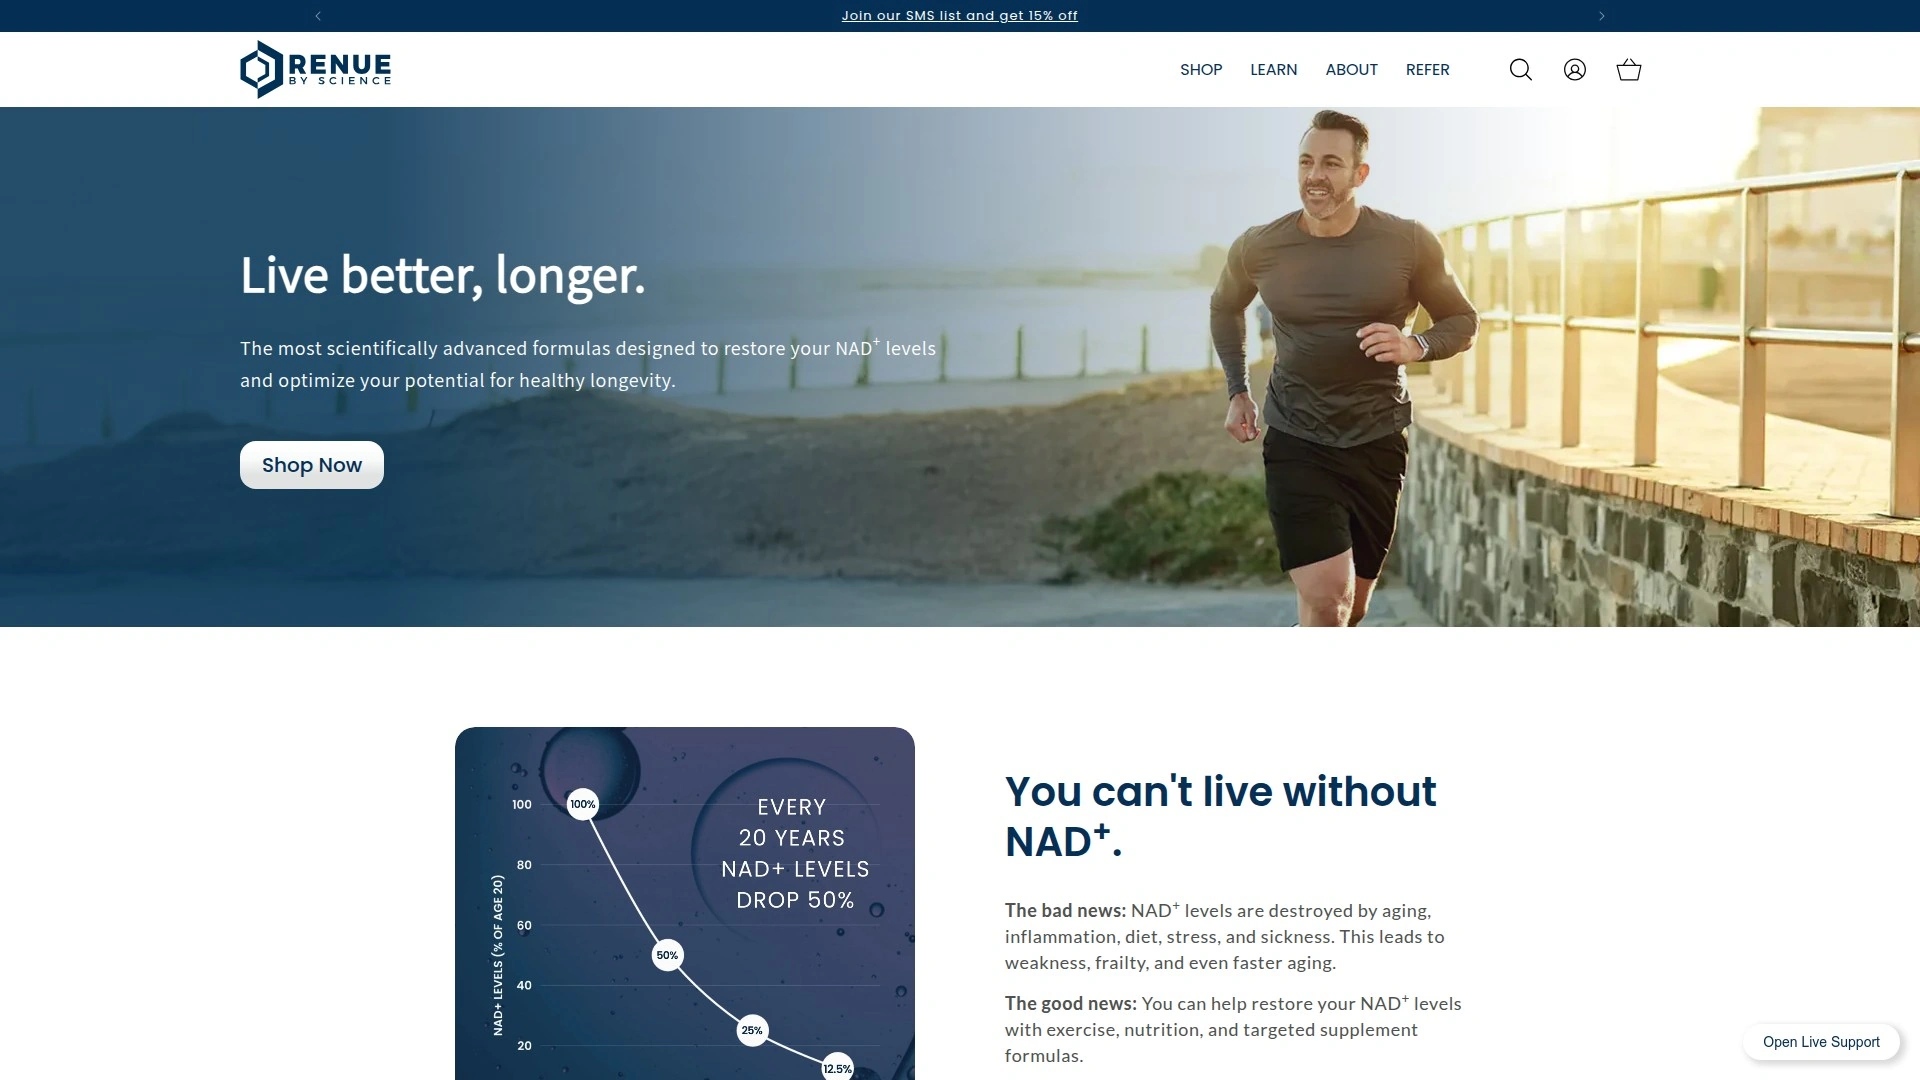 Join our SMS list and get 15% off
RENUE
BY SCIENCE
SHOP
LEARN
ABOUT
REFER
Live better, longer.
The most scientifically advanced formulas designed to restore your NAD+ levels
and optimize your potential for healthy longevity.
Shop Now
EVERY
20 YEARS
NAD+ LEVELS
DROP 50%
NAD+ LEVELS (% OF AGE 20)
100
80
60
40
20
100%
50%
25%
12.5%
You can't live without
NAD+.
The bad news: NAD+ levels are destroyed by aging,
inflammation, diet, stress, and sickness. This leads to
weakness, frailty, and even faster aging.
The good news: You can help restore your NAD+ levels
with exercise, nutrition, and targeted supplement
formulas.
Open Live Support